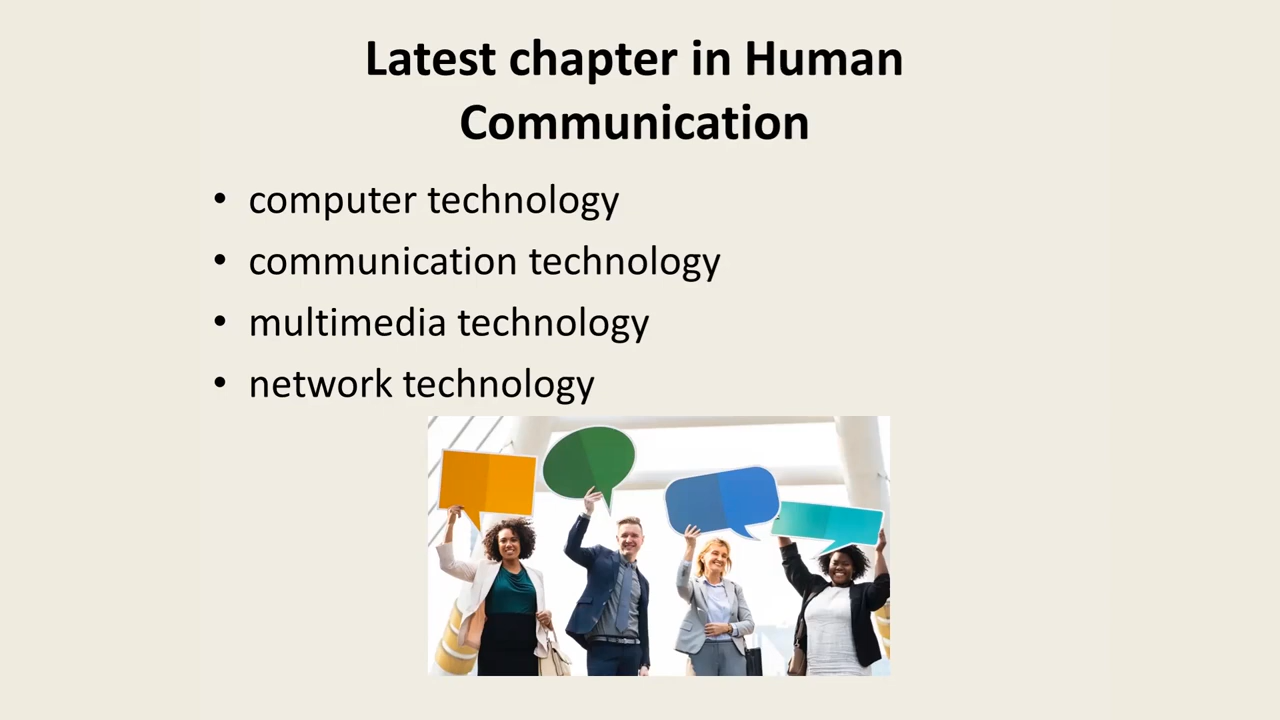 Latest chapter in Human
Communication
• computer technology
• communication technology
• multimedia technology
• network technology